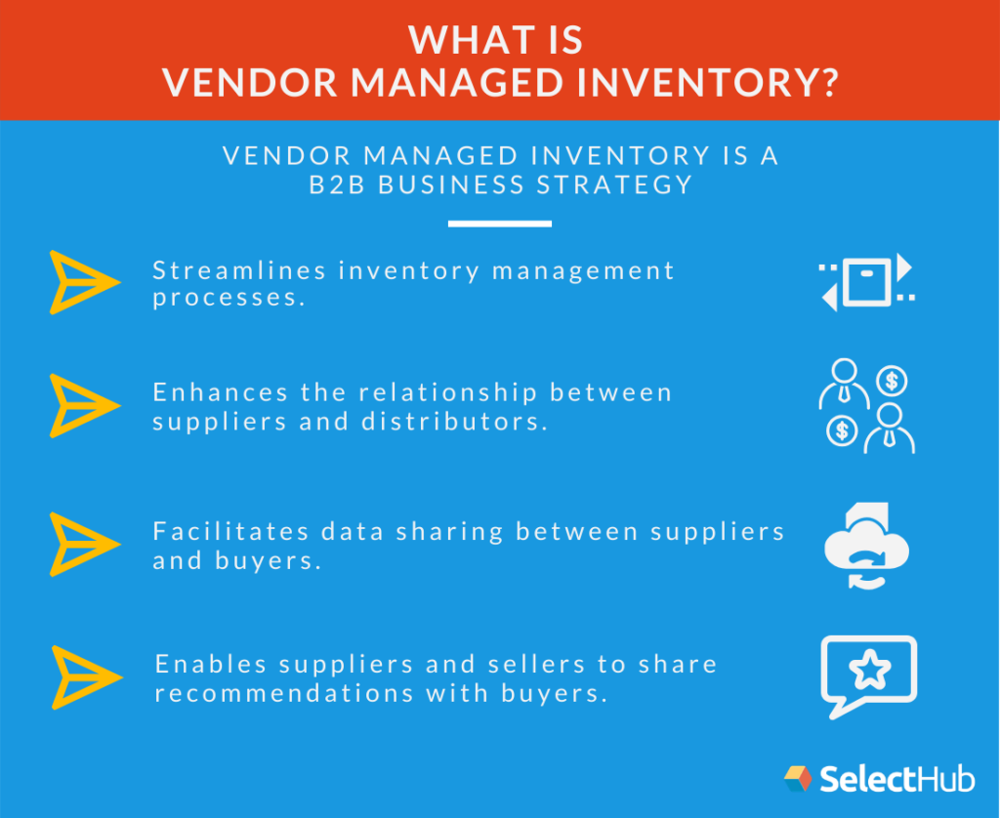 WHAT IS
VENDOR MANAGED INVENTORY?
VENDOR MANAGED INVENTORY IS A
B2B BUSINESS STRATEGY
Streamlines inventory management
processes.
Enhances the relationship between
suppliers and distributors.
$
$
Facilitates data sharing between suppliers
and buyers.
Enables suppliers and sellers to share
recommendations with buyers.
SelectHub